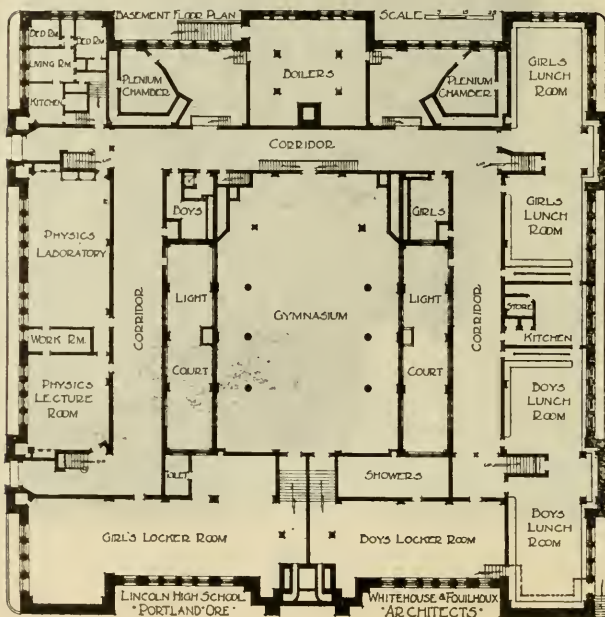 BASEMENT FLOOR PLAN
SCALE
BED RM.
BED RM.
LIVING RM.
KITCHEN
PLENIUM
CHAMBER
BOILERS
PLENIUM
CHAMBER
GIRLS
LUNCH
ROOM
CORRIDOR
PHYSICS
LABORATORY
BOYS
GIRLS
GIRLS
LUNCH
ROOM
CORRIDOR
LIGHT
COURT
GYMNASIUM
LIGHT
COURT
CORRIDOR
STORE
KITCHEN
WORK RM.
PHYSICS
LECTURE
ROOM
BOYS
LUNCH
ROOM
TOILET
SHOWERS
GIRL'S LOCKER ROOM
BOYS LOCKER ROOM
BOYS
LUNCH
ROOM
LINCOLN HIGH SCHOOL
"PORTLAND ORE"
WHITEHOUSE & FOUILHOUX
"ARCHITECTS"